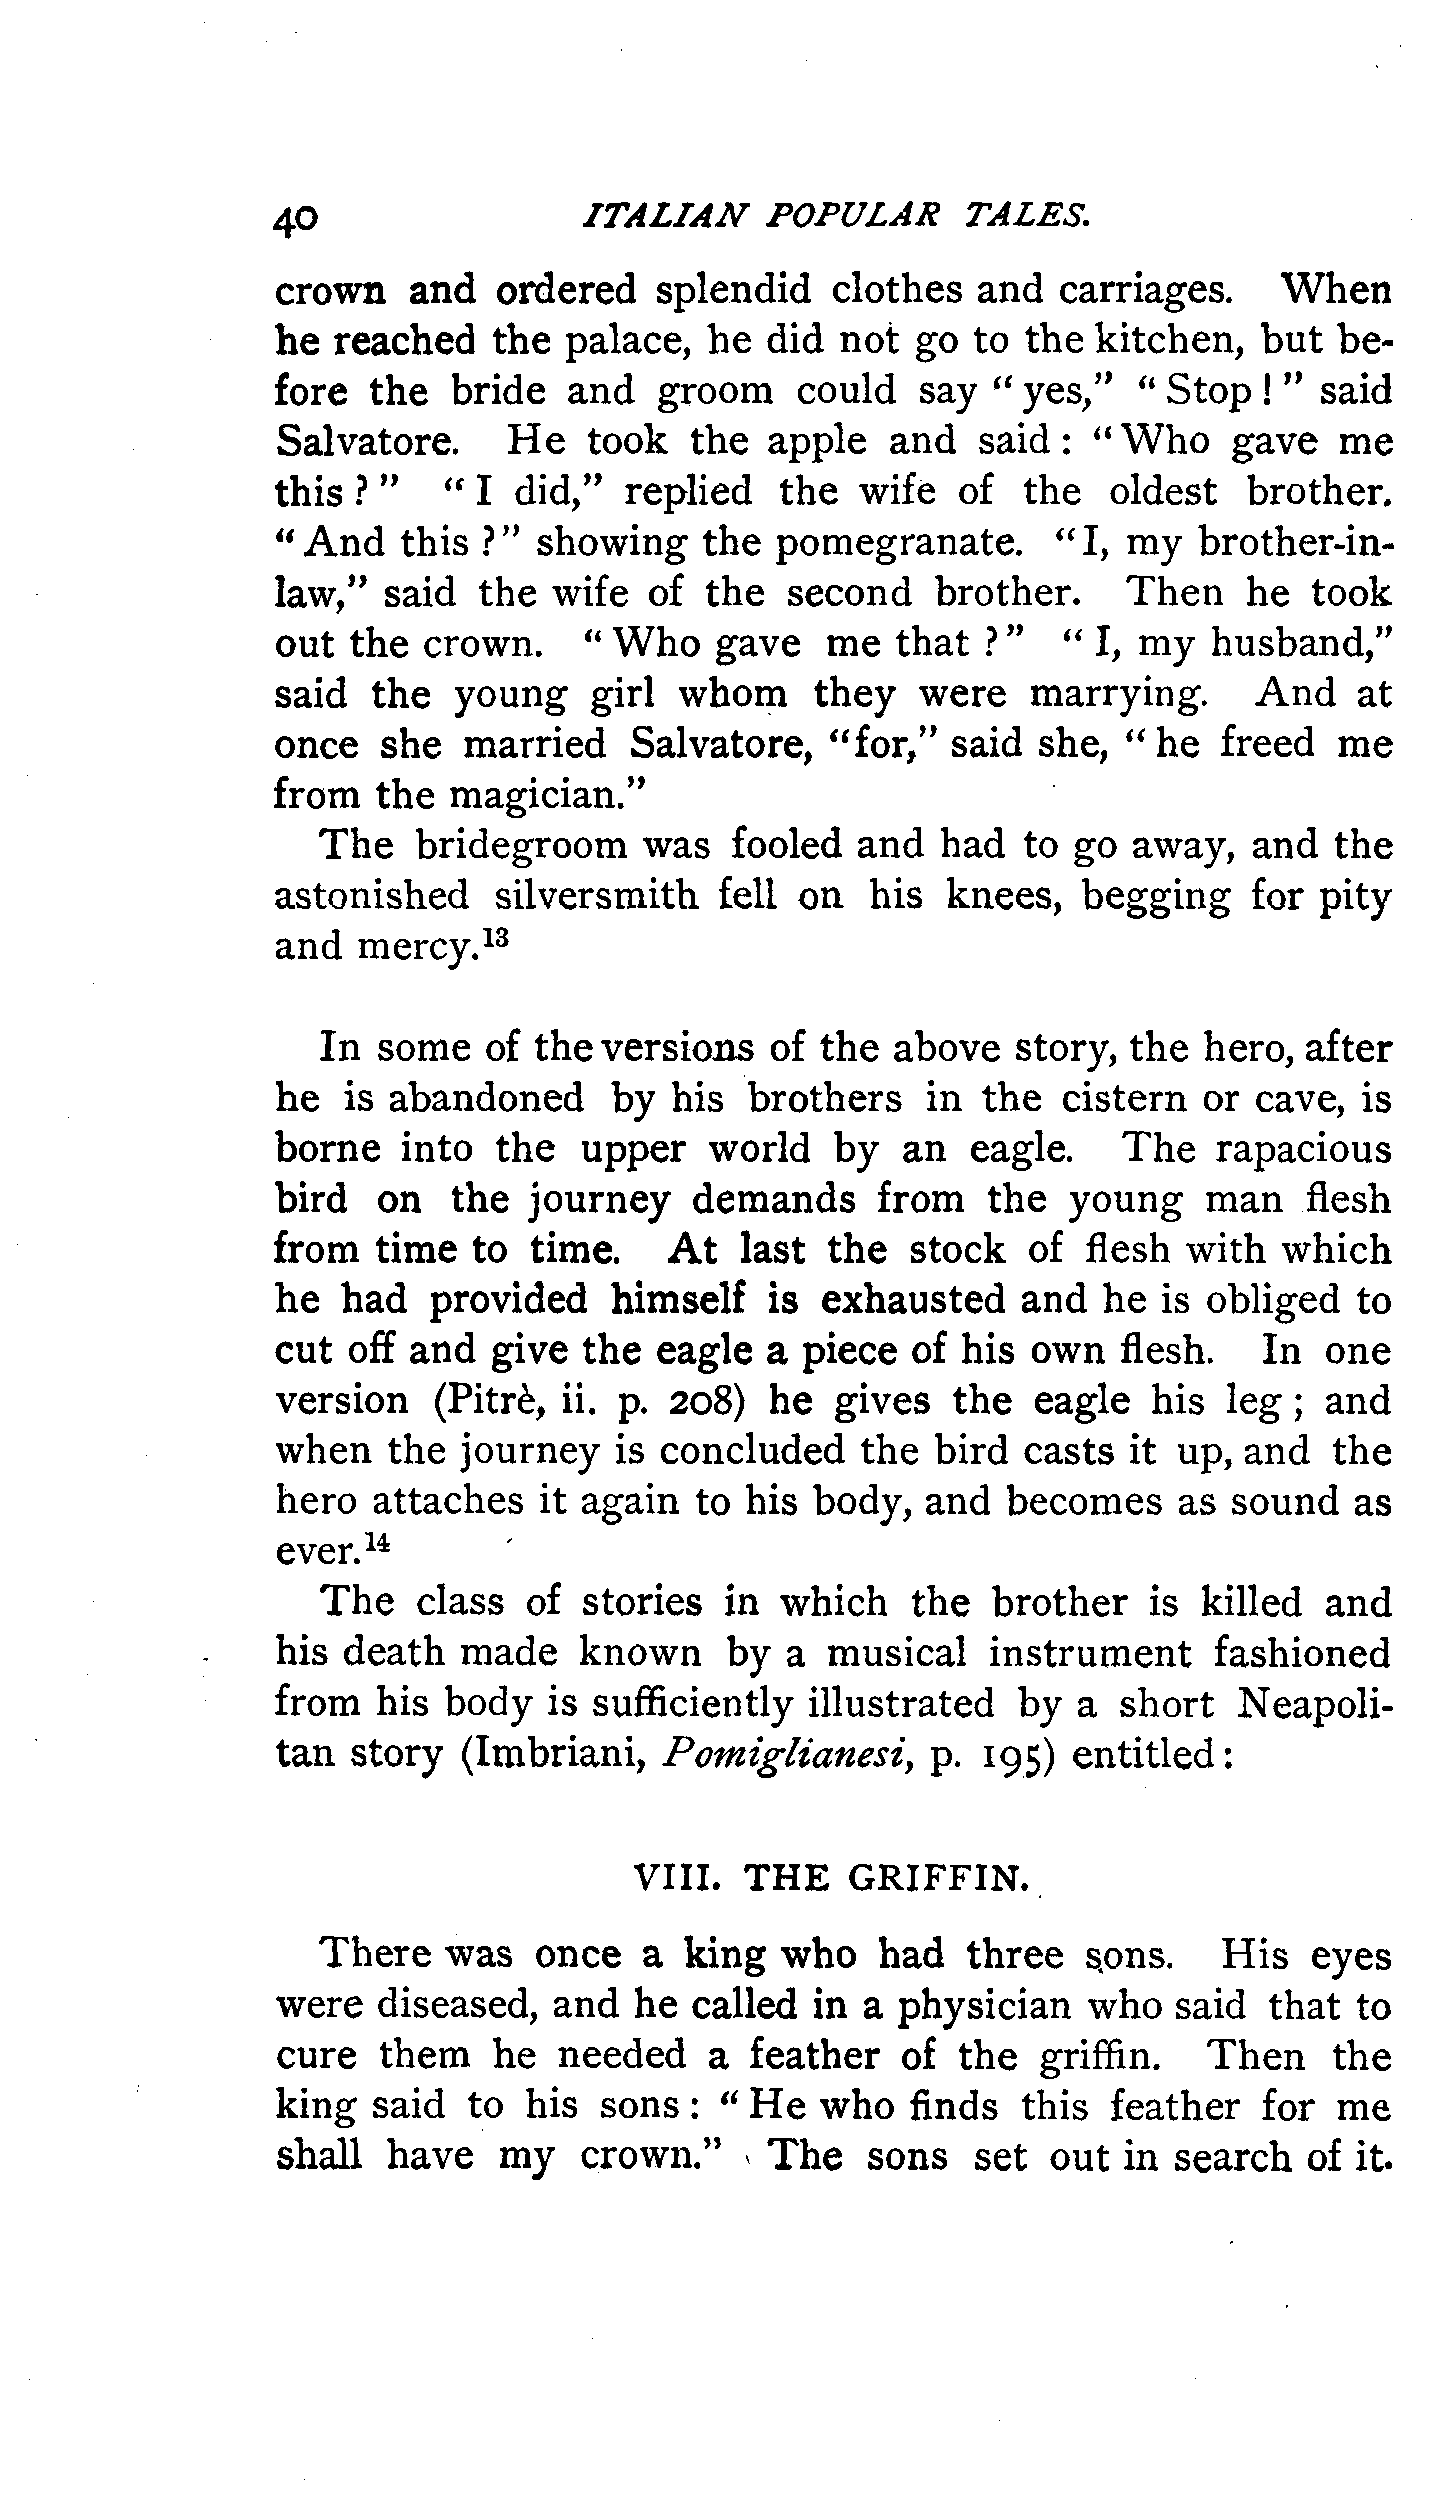 40 ITALIAN POPULAR TALES.
crown and ordered splendid clothes and carriages. When
he reached the palace, he did not go to the kitchen, but be-
fore the bride and groom could say "yes," "Stop!" said
Salvatore. He took the apple and said: "Who gave me
this?" "I did," replied the wife of the oldest brother.
"And this?" showing the pomegranate. "I, my brother-in-
law," said the wife of the second brother. Then he took
out the crown. "Who gave me that?" "I, my husband,"
said the young girl whom they were marrying. And at
once she married Salvatore, "for," said she, "he freed me
from the magician."
The bridegroom was fooled and had to go away, and the
astonished silversmith fell on his knees, begging for pity
and mercy.¹³
In some of the versions of the above story, the hero, after
he is abandoned by his brothers in the cistern or cave, is
borne into the upper world by an eagle. The rapacious
bird on the journey demands from the young man flesh
from time to time. At last the stock of flesh with which
he had provided himself is exhausted and he is obliged to
cut off and give the eagle a piece of his own flesh. In one
version (Pitrè, ii. p. 208) he gives the eagle his leg; and
when the journey is concluded the bird casts it up, and the
hero attaches it again to his body, and becomes as sound as
ever.¹⁴
The class of stories in which the brother is killed and
his death made known by a musical instrument fashioned
from his body is sufficiently illustrated by a short Neapoli-
tan story (Imbriani, Pomiglianesi, p. 195) entitled:
VIII. THE GRIFFIN.
There was once a king who had three sons. His eyes
were diseased, and he called in a physician who said that to
cure them he needed a feather of the griffin. Then the
king said to his sons: "He who finds this feather for me
shall have my crown." The sons set out in search of it.